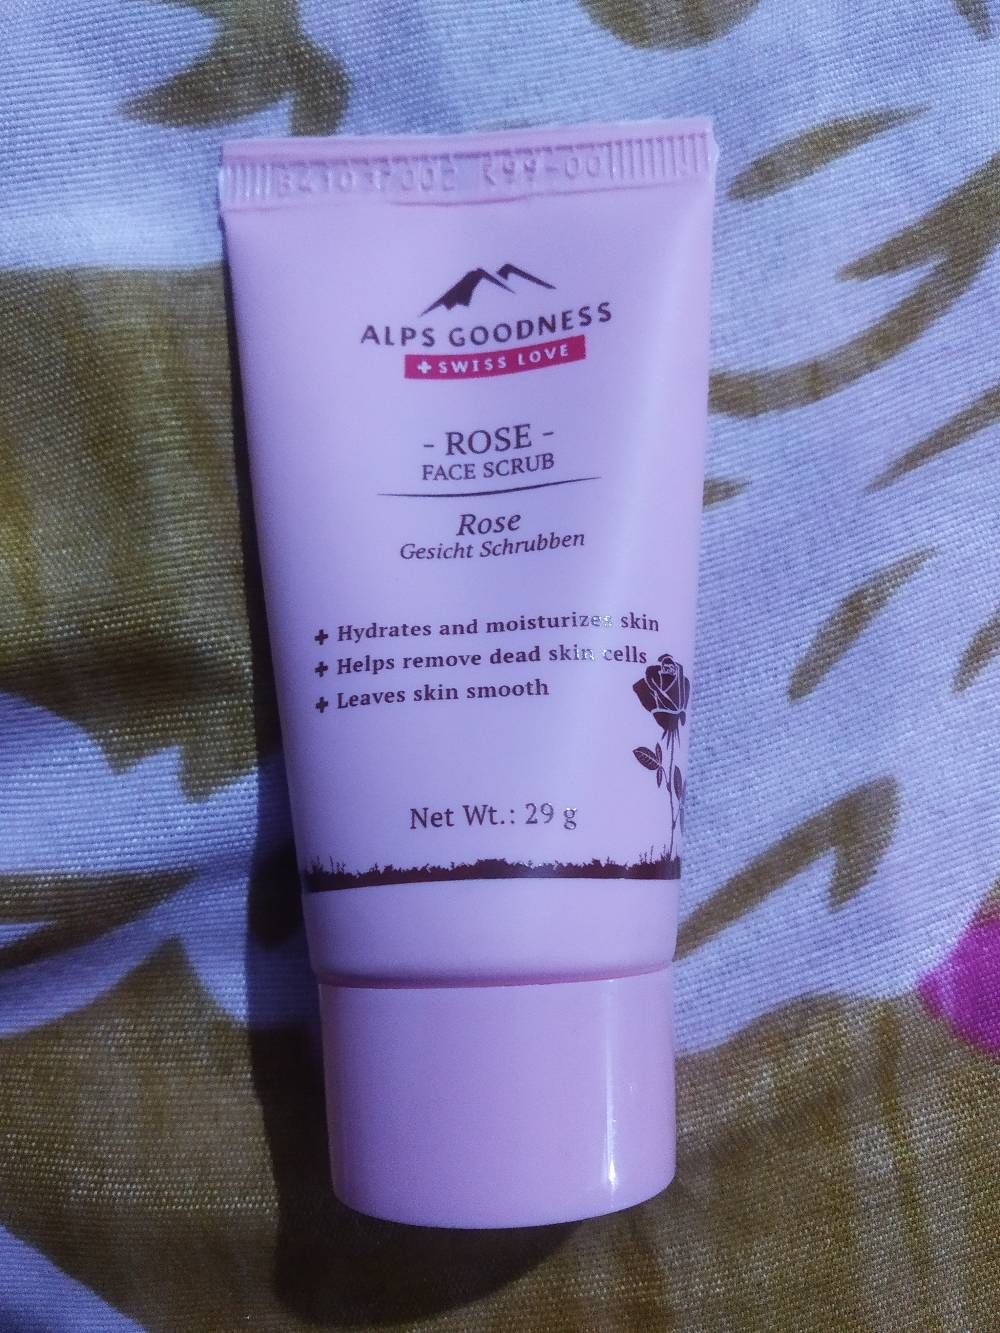 ALPS GOODNESS
+ SWISS LOVE
- ROSE -
FACE SCRUB
Rose
Gesicht Schrubben
+ Hydrates and moisturizes skin
+ Helps remove dead skin cells
+ Leaves skin smooth
Net Wt.: 29 g